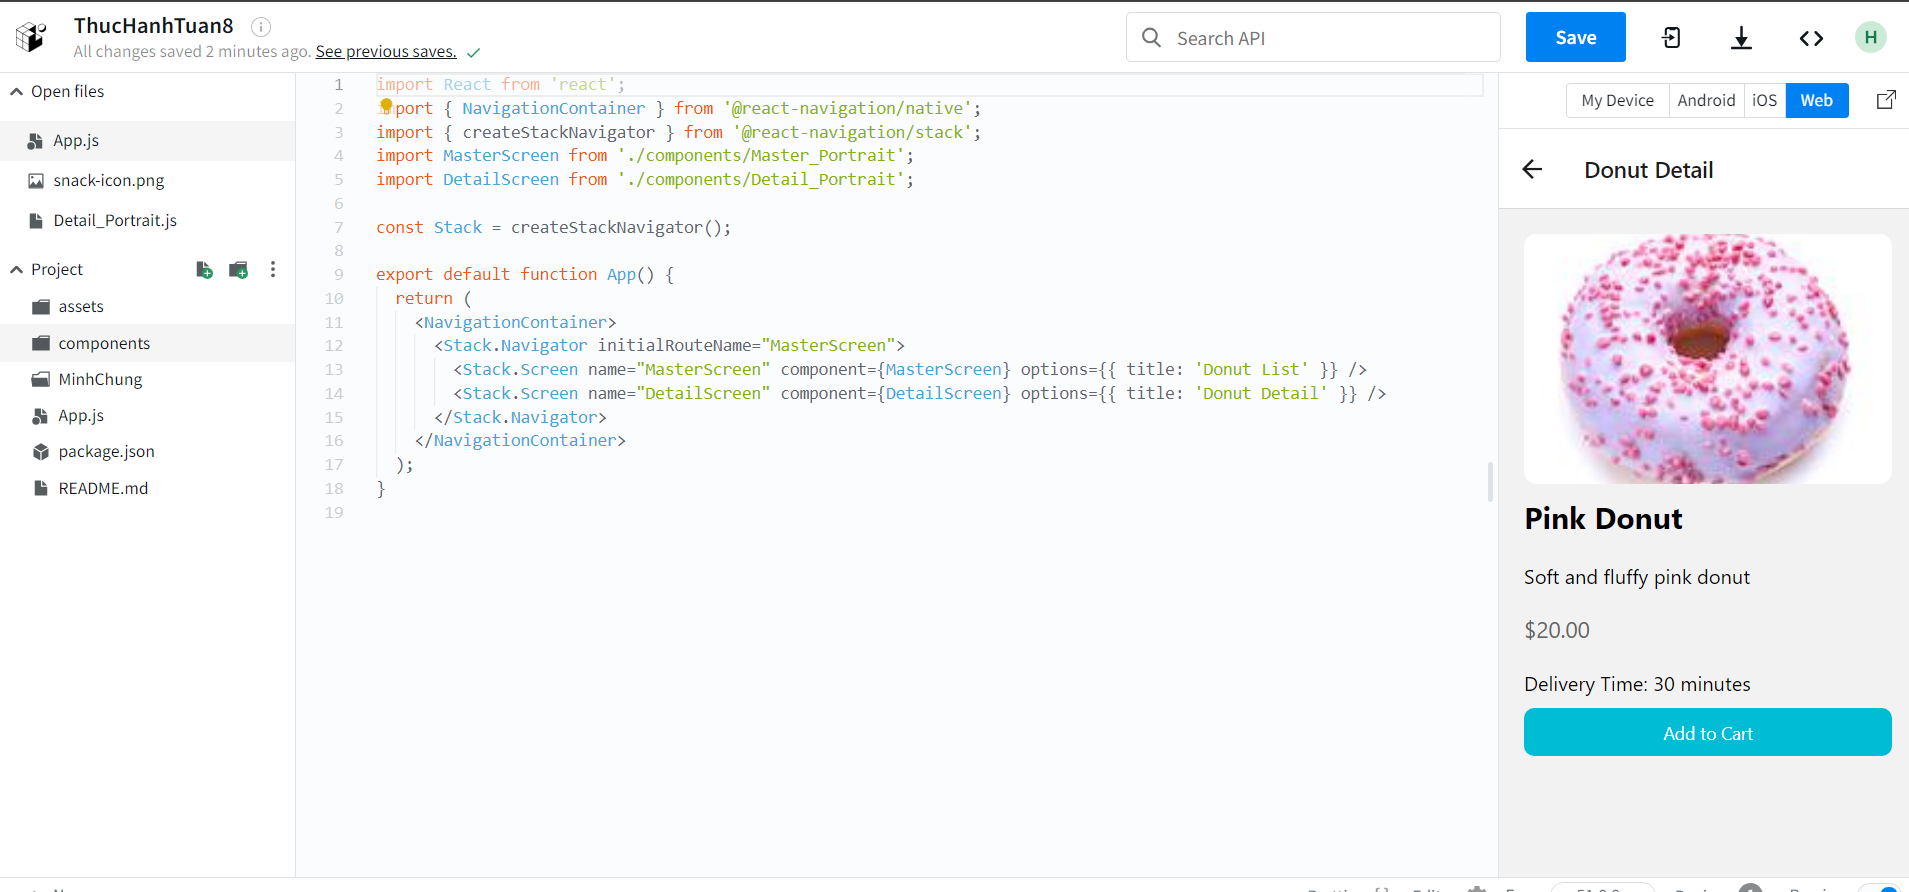 ThucHanhTuan8
All changes saved 2 minutes ago. See previous saves.
Search API
Save
H
Open files
App.js
snack-icon.png
Detail_Portrait.js
Project
assets
components
MinhChung
App.js
package.json
README.md
1 import React from 'react';
2 import { NavigationContainer } from '@react-navigation/native';
3 import { createStackNavigator } from '@react-navigation/stack';
4 import MasterScreen from './components/Master_Portrait';
5 import DetailScreen from './components/Detail_Portrait';
6
7 const Stack = createStackNavigator();
8
9 export default function App() {
10 return (
11 <NavigationContainer>
12 <Stack.Navigator initialRouteName="MasterScreen">
13 <Stack.Screen name="MasterScreen" component={MasterScreen} options={{ title: 'Donut List' }} />
14 <Stack.Screen name="DetailScreen" component={DetailScreen} options={{ title: 'Donut Detail' }} />
15 </Stack.Navigator>
16 </NavigationContainer>
17 );
18 }
19
My Device Android iOS Web
Donut Detail
Pink Donut
Soft and fluffy pink donut
$20.00
Delivery Time: 30 minutes
Add to Cart